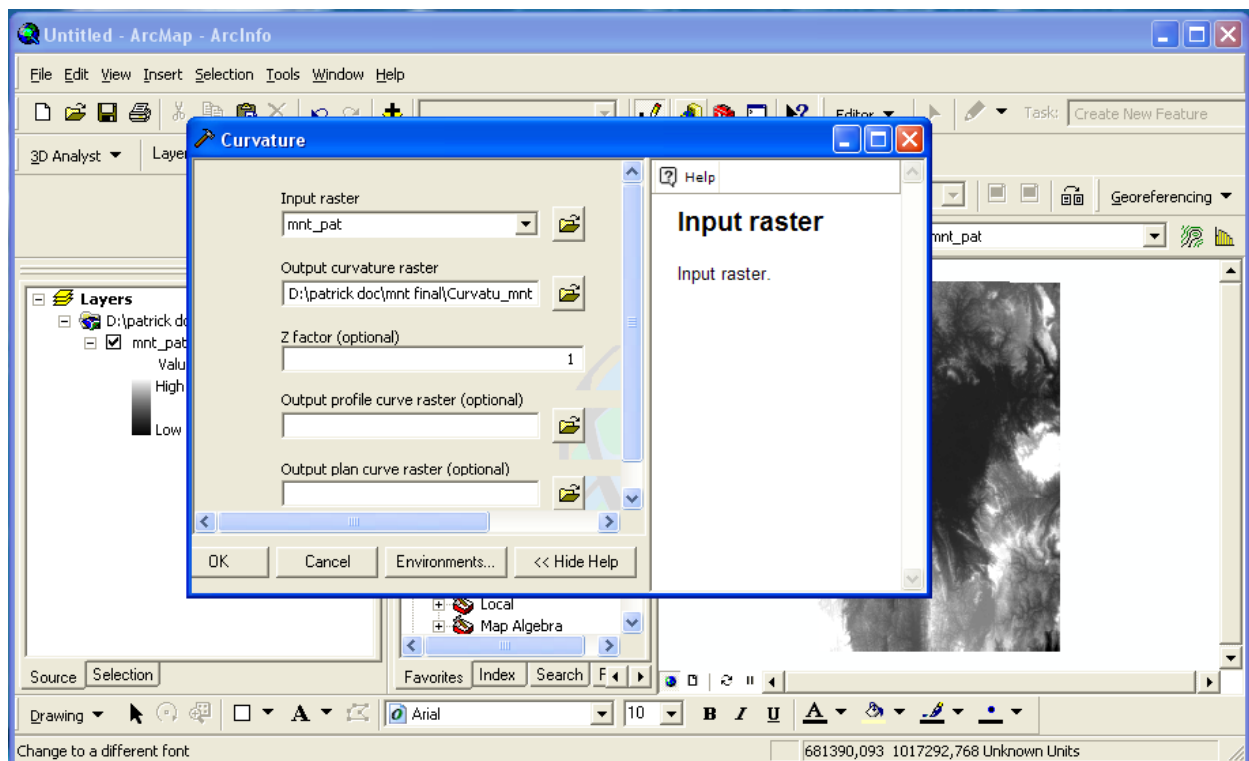 Untitled - ArcMap - ArcInfo
File Edit View Insert Selection Tools Window Help
Editor
Task: Create New Feature
3D Analyst
Laye
Georeferencing
mnt_pat
Curvature
Input raster
mnt_pat
Output curvature raster
D:\patrick doc\mnt final\Curvatu_mnt
Z factor (optional)
1
Output profile curve raster (optional)
Output plan curve raster (optional)
OK Cancel Environments... << Hide Help
Help
Input raster
Input raster.
Layers
D:\patrick do
mnt_pat
Valu
High
Low
Local
Map Algebra
Source Selection
Favorites Index Search F
Drawing A Arial 10 B I U A
Change to a different font
681390,093 1017292,768 Unknown Units